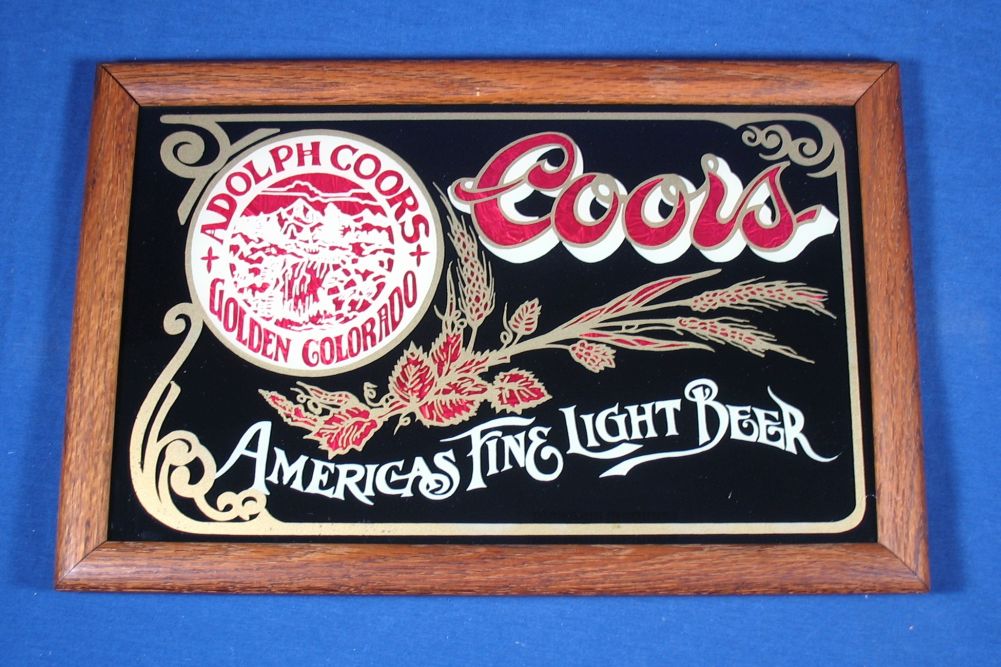 ADOLPH COORS
GOLDEN COLORADO
Coors
AMERICAS FINE LIGHT BEER